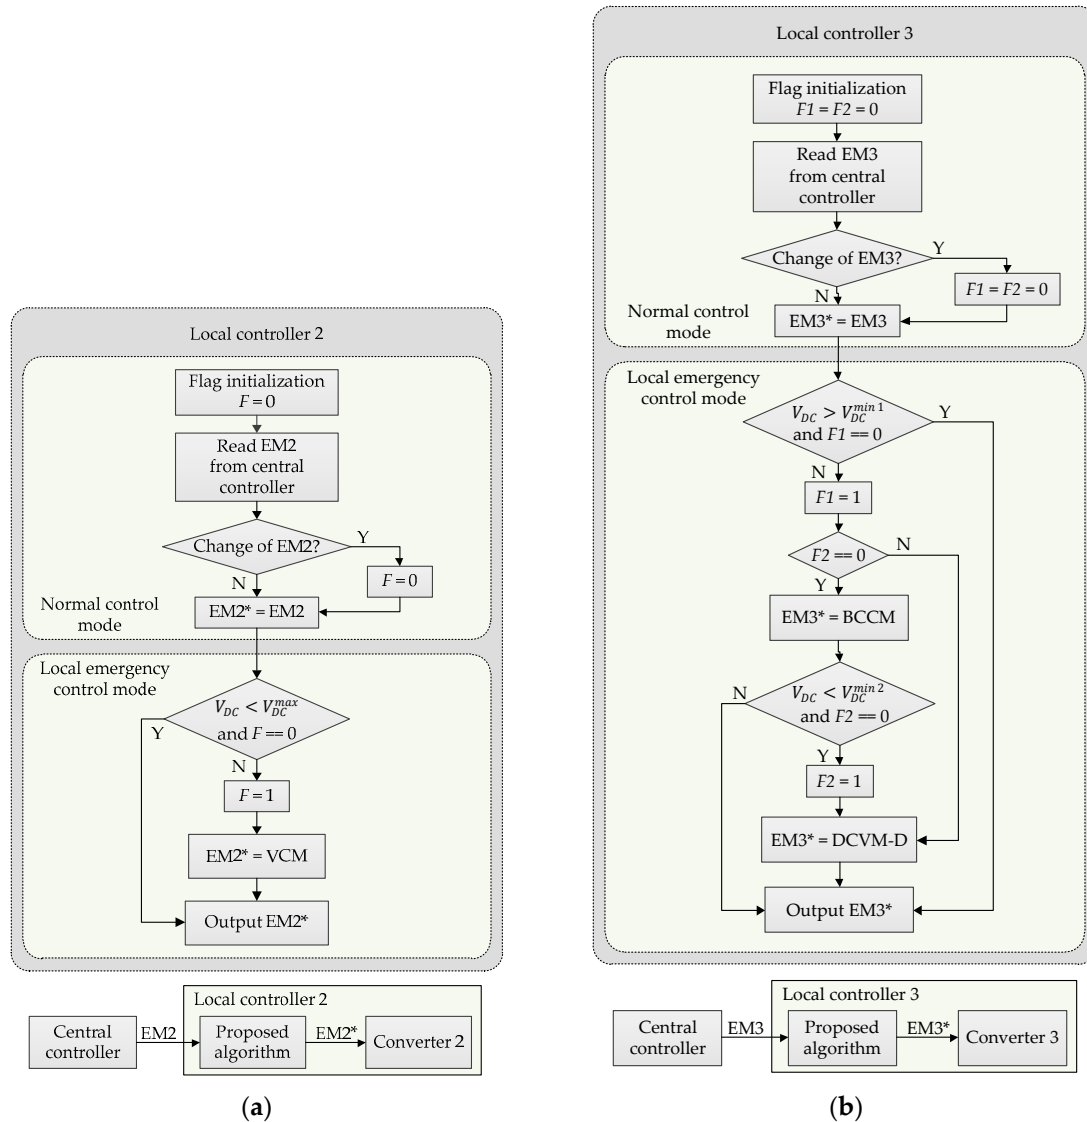 Local controller 2
Flag initialization
F = 0
Read EM2
from central
controller
Change of EM2?
Y
F = 0
N
EM2* = EM2
Normal control
mode
Local emergency
control mode
V_DC < V_DC^max
and F == 0
Y
N
F = 1
EM2* = VCM
Output EM2*
Local controller 2
Central
controller
EM2
Proposed
algorithm
EM2*
Converter 2
(a)
Local controller 3
Flag initialization
F1 = F2 = 0
Read EM3
from central
controller
Change of EM3?
Y
F1 = F2 = 0
N
EM3* = EM3
Normal control
mode
Local emergency
control mode
V_DC > V_DC^min 1
and F1 == 0
Y
N
F1 = 1
F2 == 0
N
Y
EM3* = BCCM
V_DC < V_DC^min 2
and F2 == 0
N
Y
F2 = 1
EM3* = DCVM-D
Output EM3*
Local controller 3
Central
controller
EM3
Proposed
algorithm
EM3*
Converter 3
(b)